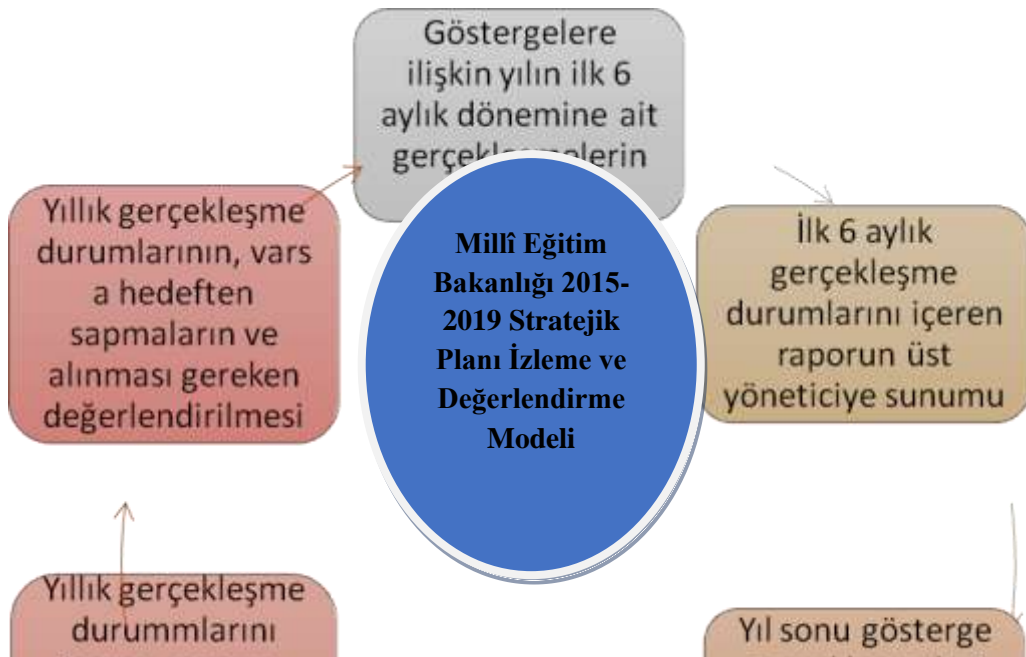 Göstergelere
ilişkin yılın ilk 6
aylık dönemine ait
Yıllık gerçekleşme
durumlarının, vars
a hedeften
sapmaların ve
alınması gereken
değerlendirilmesi
Millî Eğitim
Bakanlığı 2015-
2019 Stratejik
Planı İzleme ve
Değerlendirme
Modeli
İlk 6 aylık
gerçekleşme
durumlarını içeren
raporun üst
yöneticiye sunumu
Yıllık gerçekleşme
durummlarını
Yıl sonu gösterge